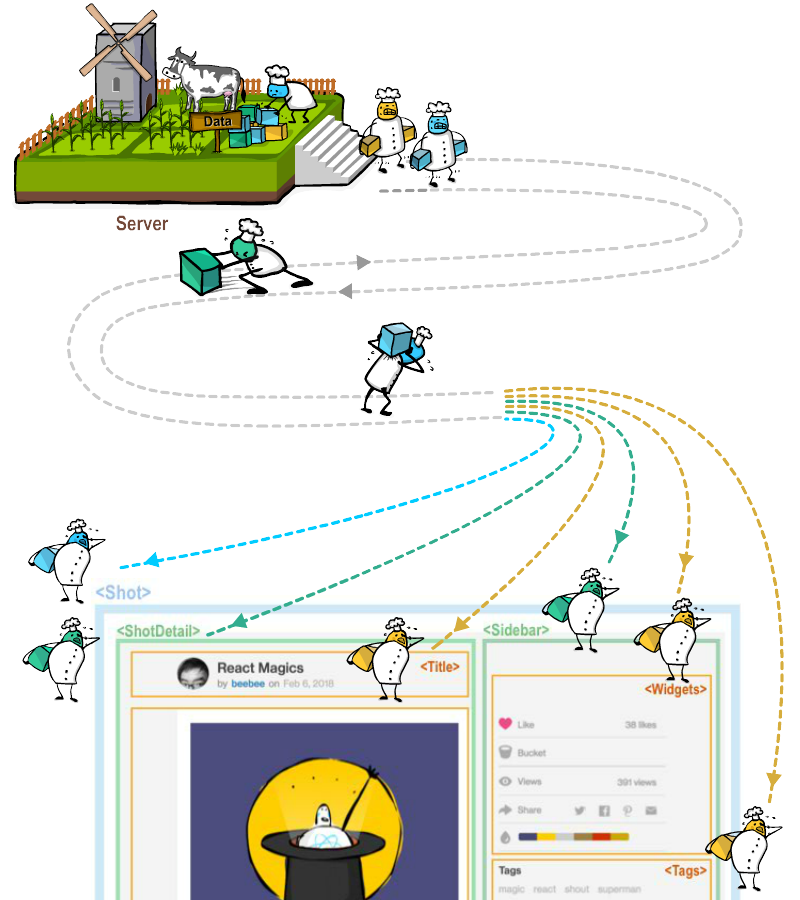 Data
Server
<Shot>
<ShotDetail>
<Sidebar>
React Magics
by beebee on Feb 6, 2018
<Title>
<Widgets>
Like
38 likes
Bucket
Views
391 views
Share
Tags
<Tags>
magic react shout superman